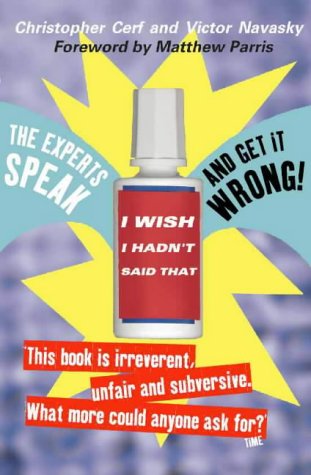 Christopher Cerf and Victor Navasky
Foreword by Matthew Parris
THE EXPERTS
SPEAK
AND GET iT
WRONG!
I WISH
I HADN'T
SAID THAT
'This book is irreverent,
unfair and subversive.
What more could anyone ask for?'
TiME